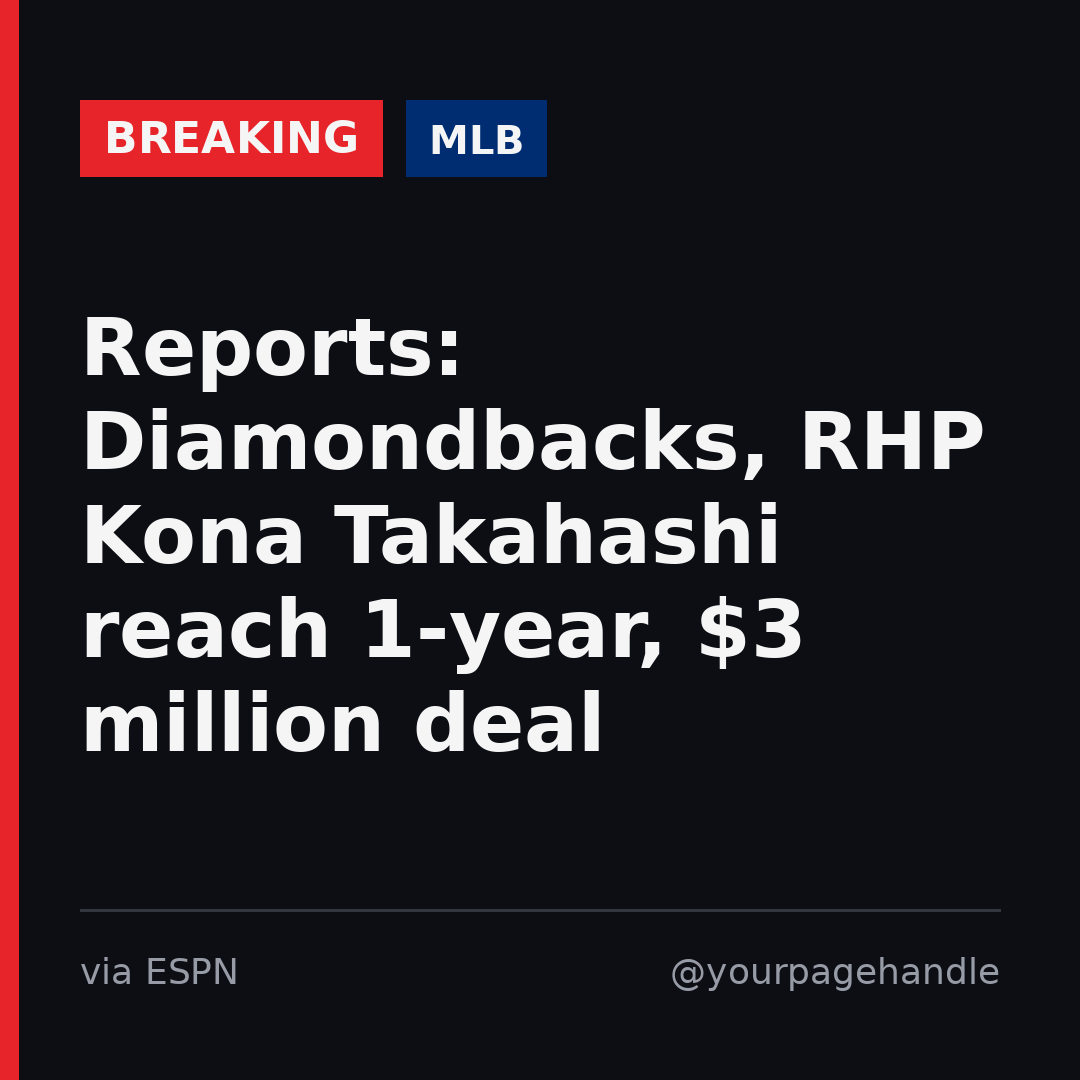 BREAKING MLB
Reports:
Diamondbacks, RHP
Kona Takahashi
reach 1-year, $3
million deal
via ESPN @yourpagehandle